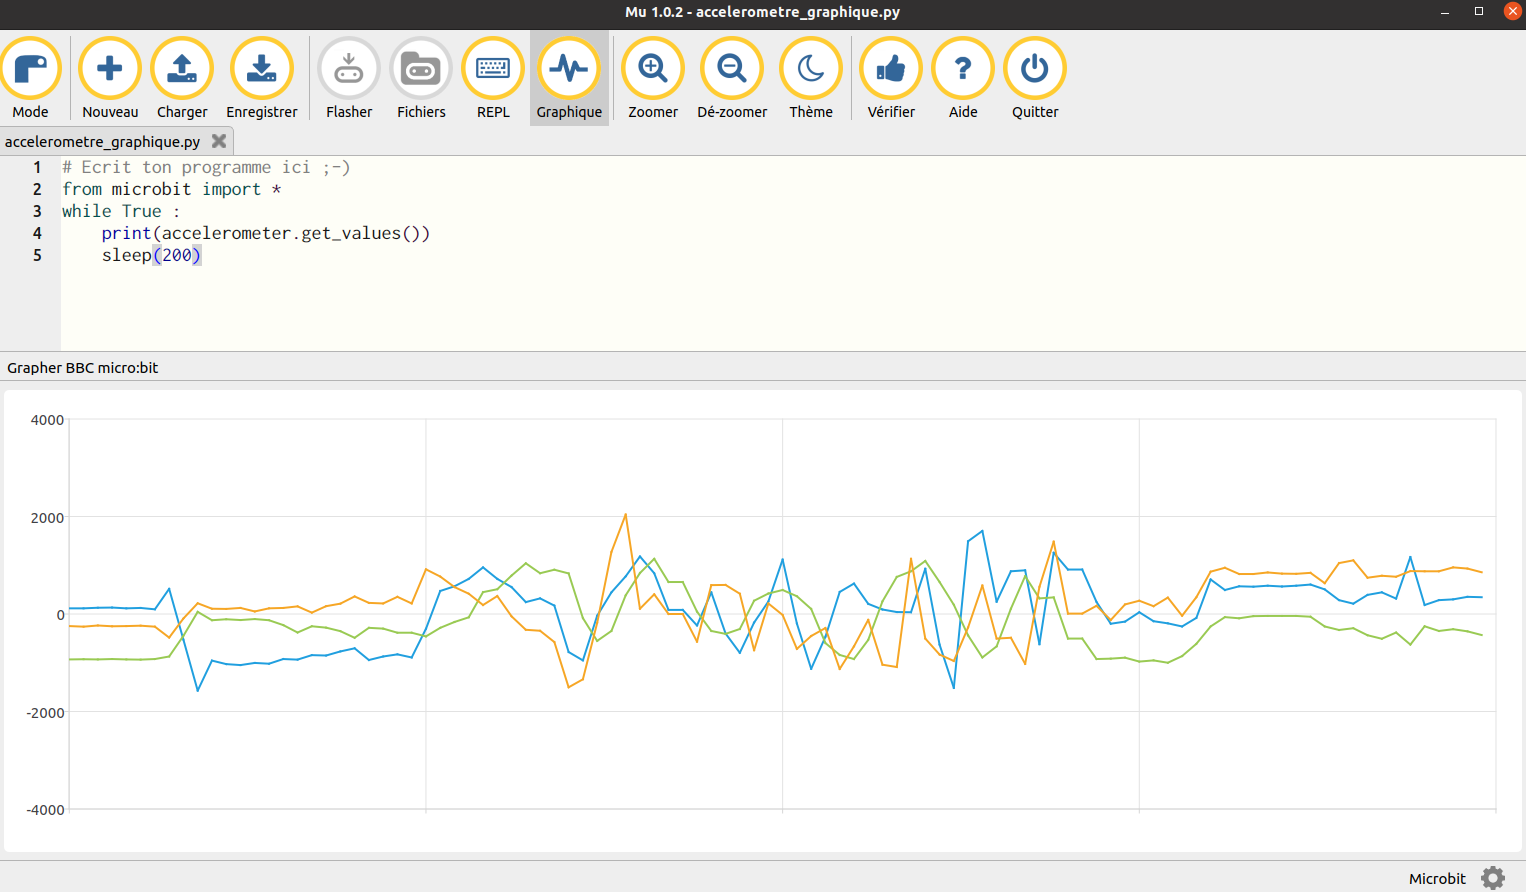 Mu 1.0.2 - accelerometre_graphique.py
Mode Nouveau Charger Enregistrer Flasher Fichiers REPL Graphique Zoomer Dé-zoomer Thème Vérifier Aide Quitter
accelerometre_graphique.py
1 # Ecrit ton programme ici ;-)
2 from microbit import *
3 while True :
4 print(accelerometer.get_values())
5 sleep(200)
Grapher BBC micro:bit
4000
2000
0
-2000
-4000
Microbit